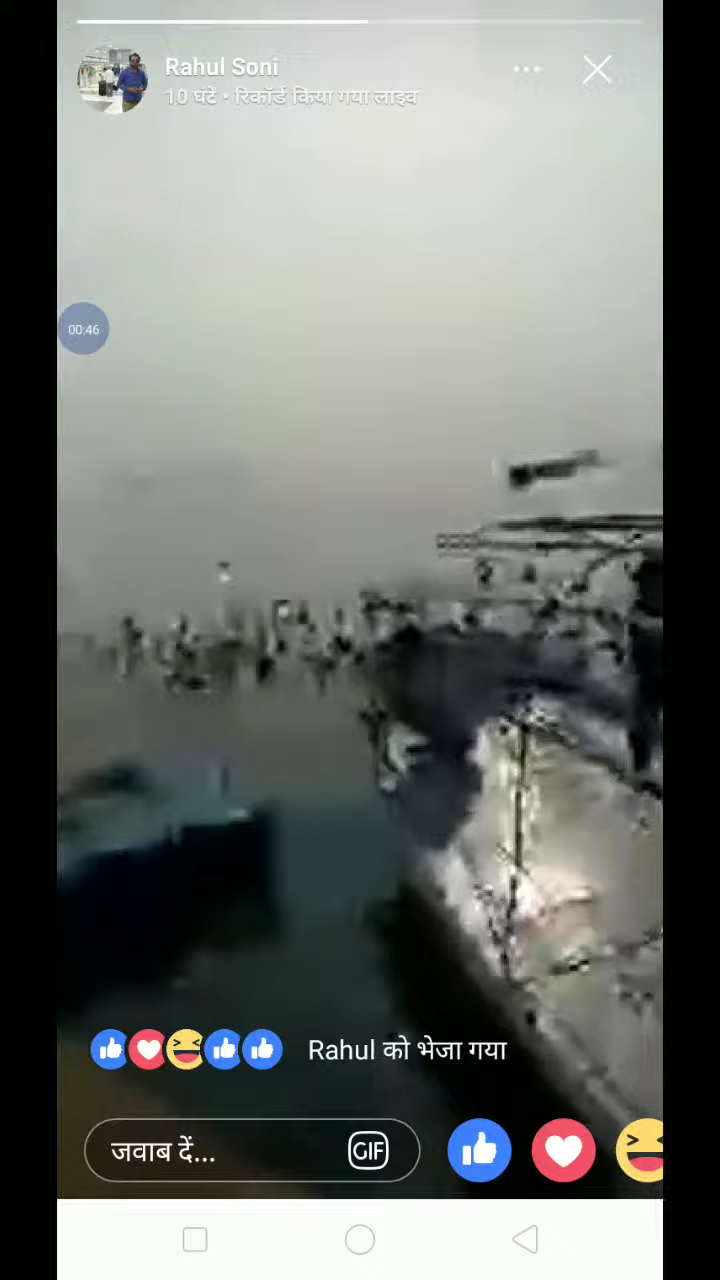 Rahul Soni
10 घंटे • रिकॉर्ड किया गया लाइव
00:46
Rahul को भेजा गया
जवाब दें...
GIF